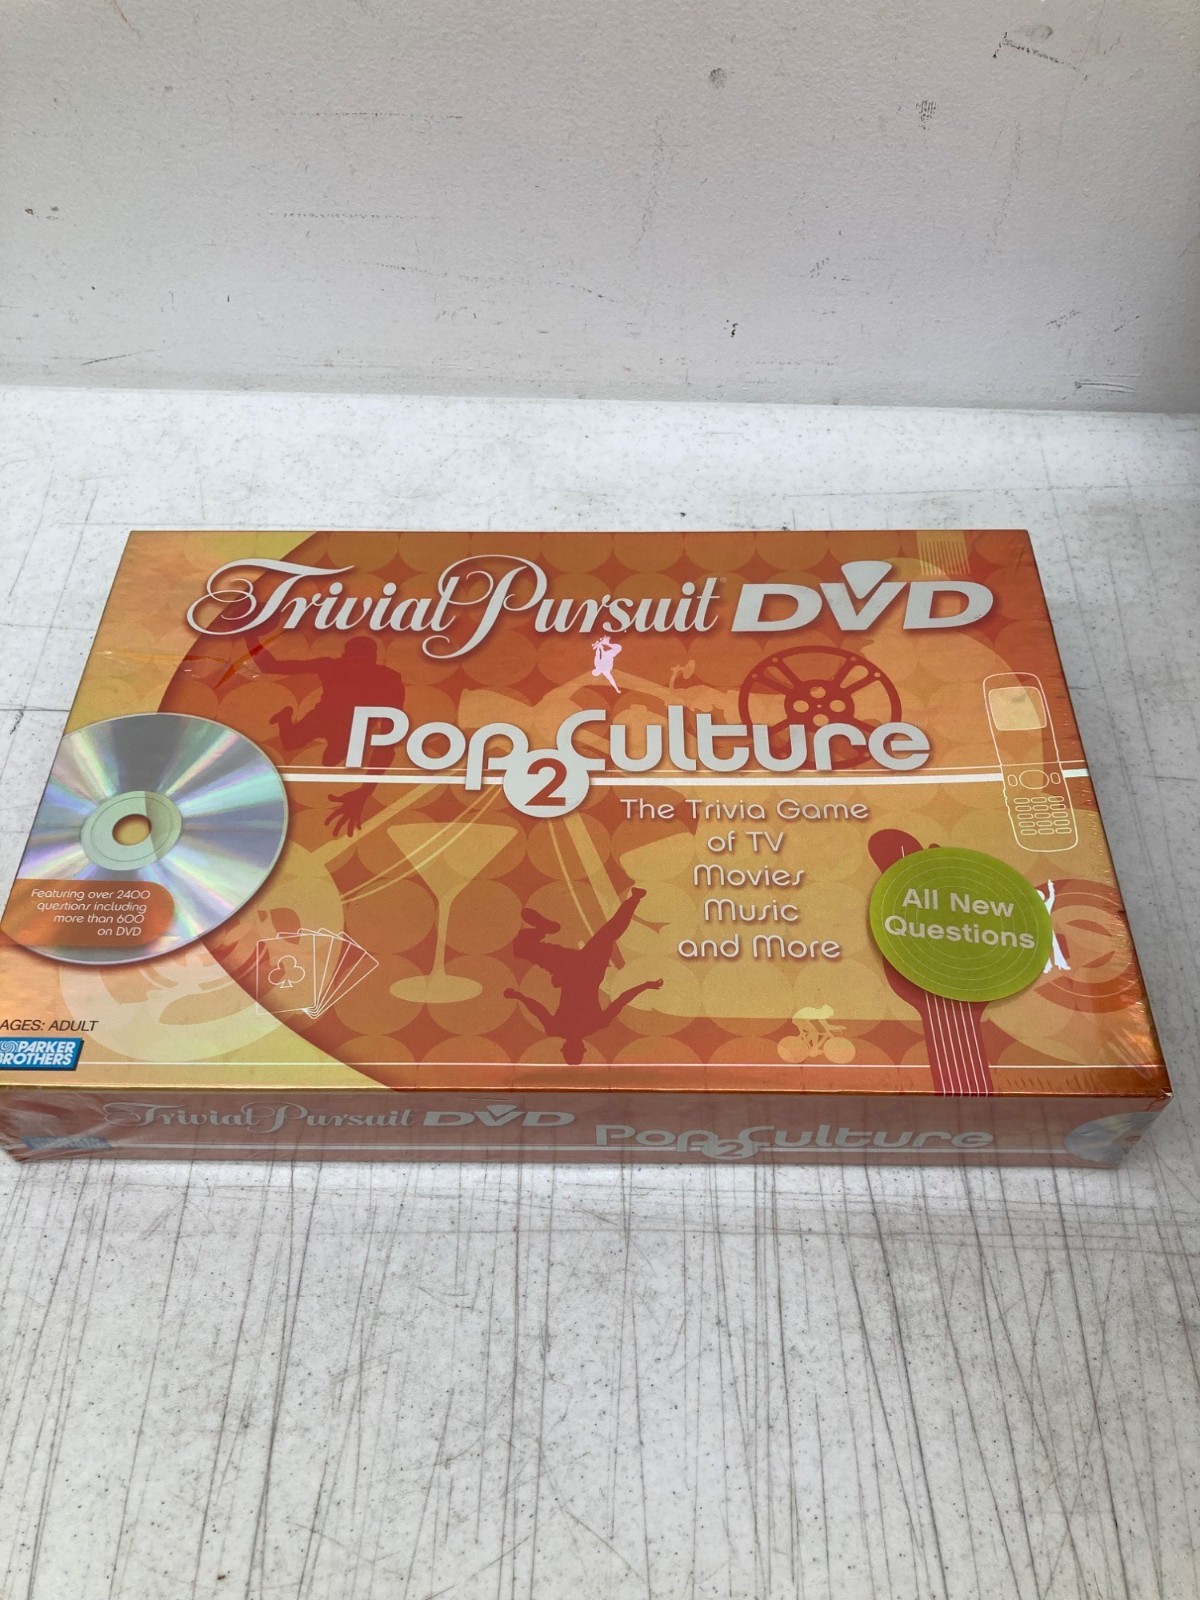 Trivial Pursuit® DVD
Pop Culture
2
The Trivia Game
of TV
Movies
Music
and More
All New
Questions
Featuring over 2400
questions including
more than 600
on DVD
AGES: ADULT
PARKER
BROTHERS
Trivial Pursuit DVD Pop 2 Culture